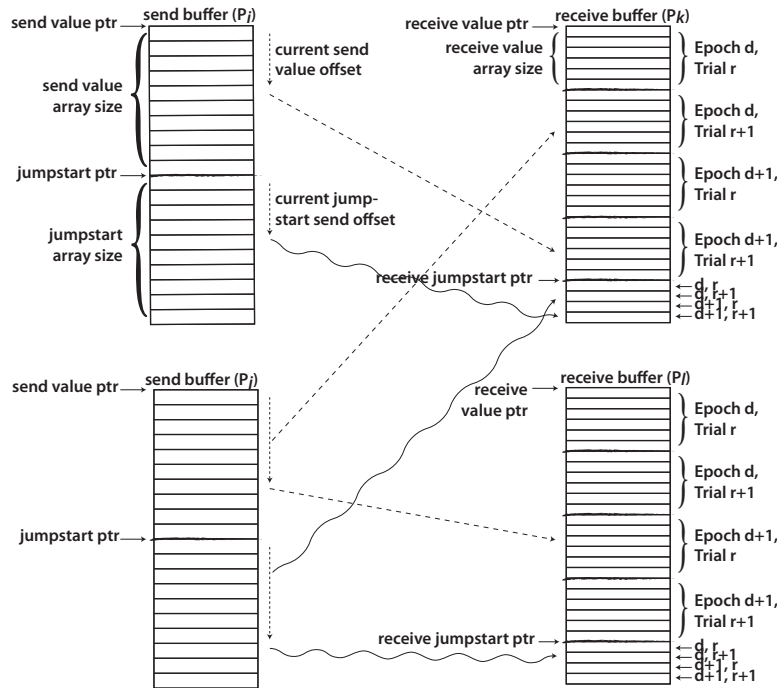 send buffer (Pi)
send value ptr
current send
value offset
send value
array size
jumpstart ptr
current jump-
start send offset
jumpstart
array size
receive buffer (Pk)
receive value ptr
receive value
array size
Epoch d,
Trial r
Epoch d,
Trial r+1
Epoch d+1,
Trial r
Epoch d+1,
Trial r+1
receive jumpstart ptr
d, r
d, r+1
d+1, r
d+1, r+1
send buffer (Pj)
send value ptr
jumpstart ptr
receive buffer (Pl)
receive
value ptr
Epoch d,
Trial r
Epoch d,
Trial r+1
Epoch d+1,
Trial r
Epoch d+1,
Trial r+1
receive jumpstart ptr
d, r
d, r+1
d+1, r
d+1, r+1